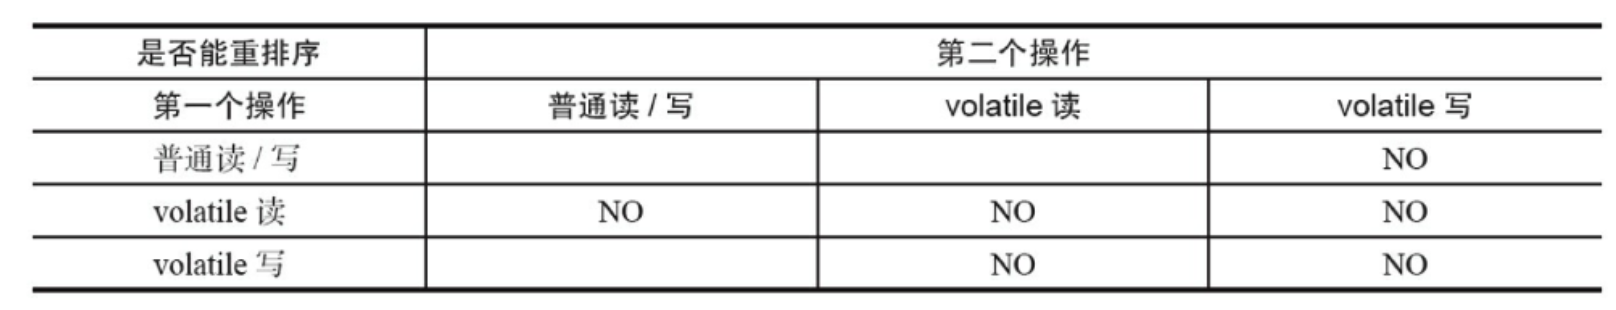 是否能重排序 第二个操作
第一个操作 普通读 / 写 volatile 读 volatile 写
普通读 / 写 NO
volatile 读 NO NO NO
volatile 写 NO NO